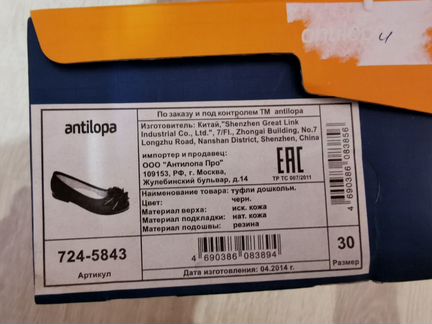 antilopa
ч
По заказу и под контролем ТМ antilopa
antilopa
Изготовитель: Китай,"Shenzhen Great Link
Industrial Co., Ltd.", 7/Fl., Zhongai Building, No.7
Longzhu Road, Nanshan District, Shenzhen, China
импортер и продавец:
ООО "Антилопа Про"
109153, РФ, г. Москва,
Жулебинский бульвар, д.14
ЕАС
ТР ТС 007/2011
Наименование товара: туфли дошкольн.
Цвет: черн.
Материал верха: иск. кожа
Материал подкладки: нат. кожа
Материал подошвы: резина
724-5843
Артикул
4 690386 083894
30
Размер
Дата изготовления: 04.2014 г.
4 690386 083856